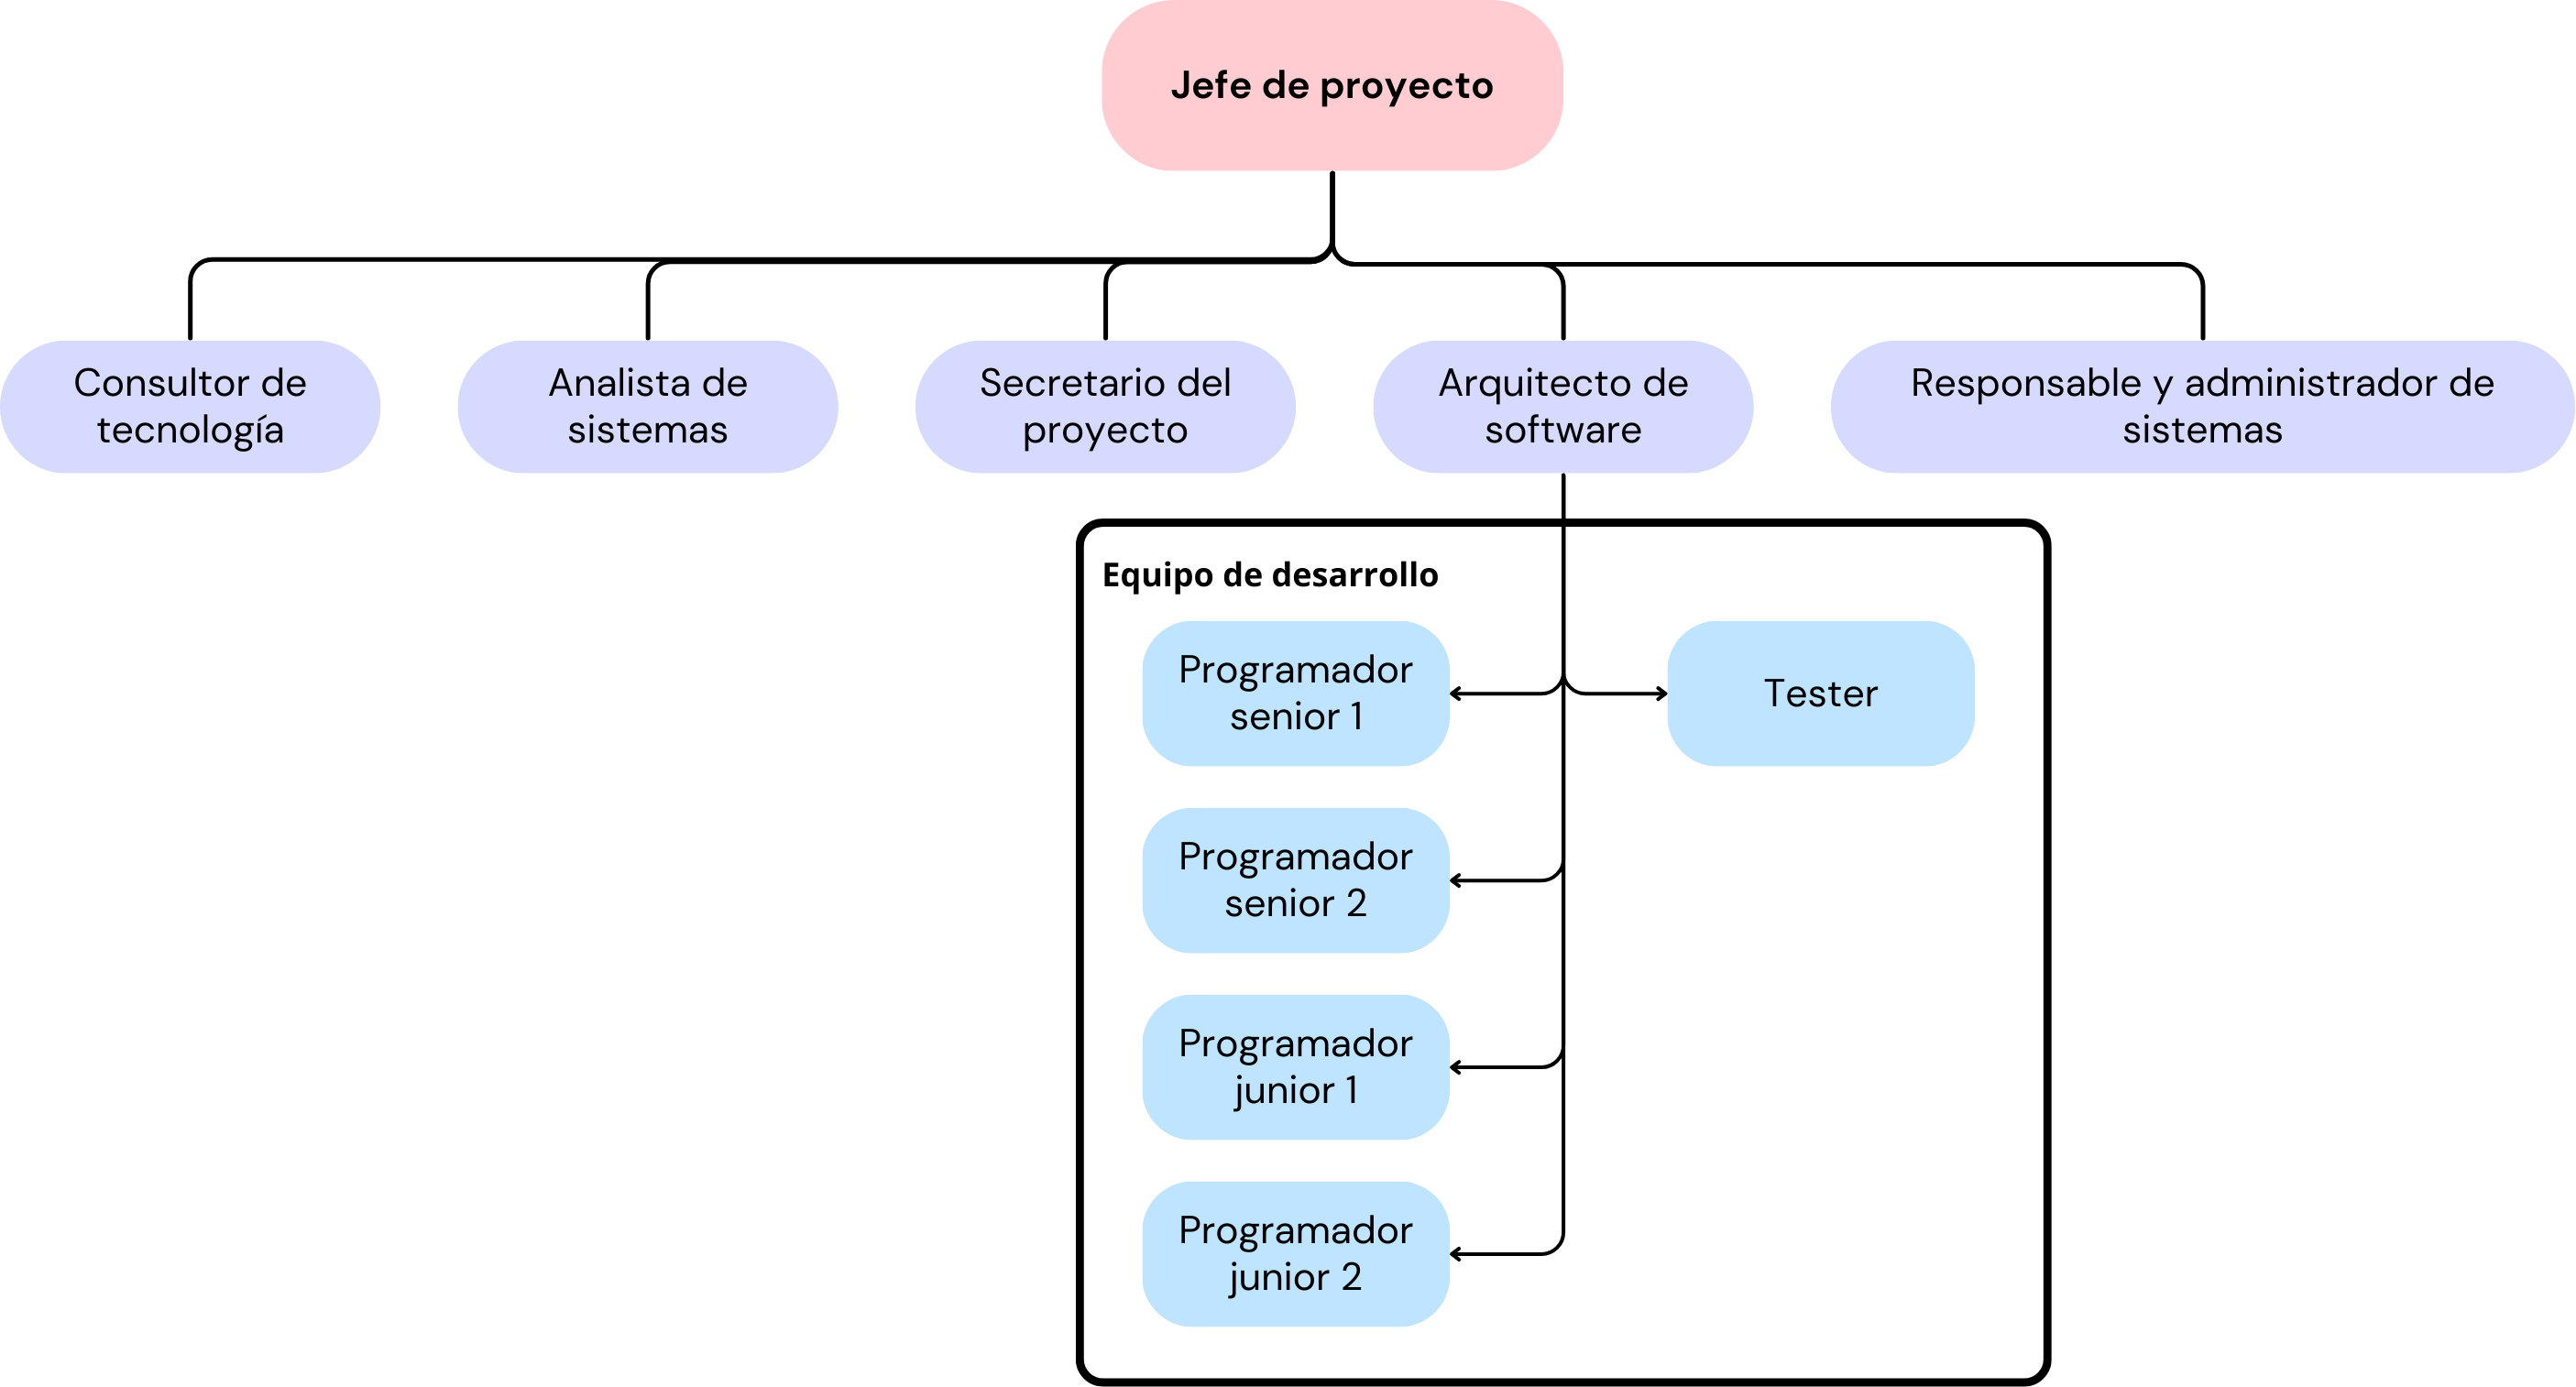 Jefe de proyecto
Consultor de
tecnología
Analista de
sistemas
Secretario del
proyecto
Arquitecto de
software
Responsable y administrador de
sistemas
Equipo de desarrollo
Programador
senior 1
Tester
Programador
senior 2
Programador
junior 1
Programador
junior 2